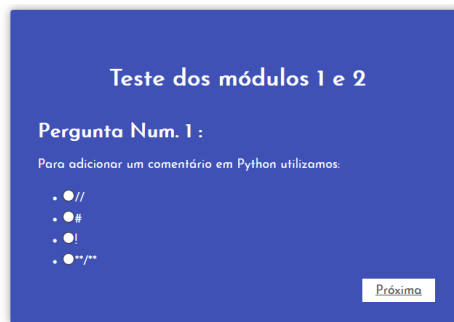 Teste dos módulos 1 e 2
Pergunta Num. 1 :
Para adicionar um comentário em Python utilizamos:
//
#
!
**/**
Próxima